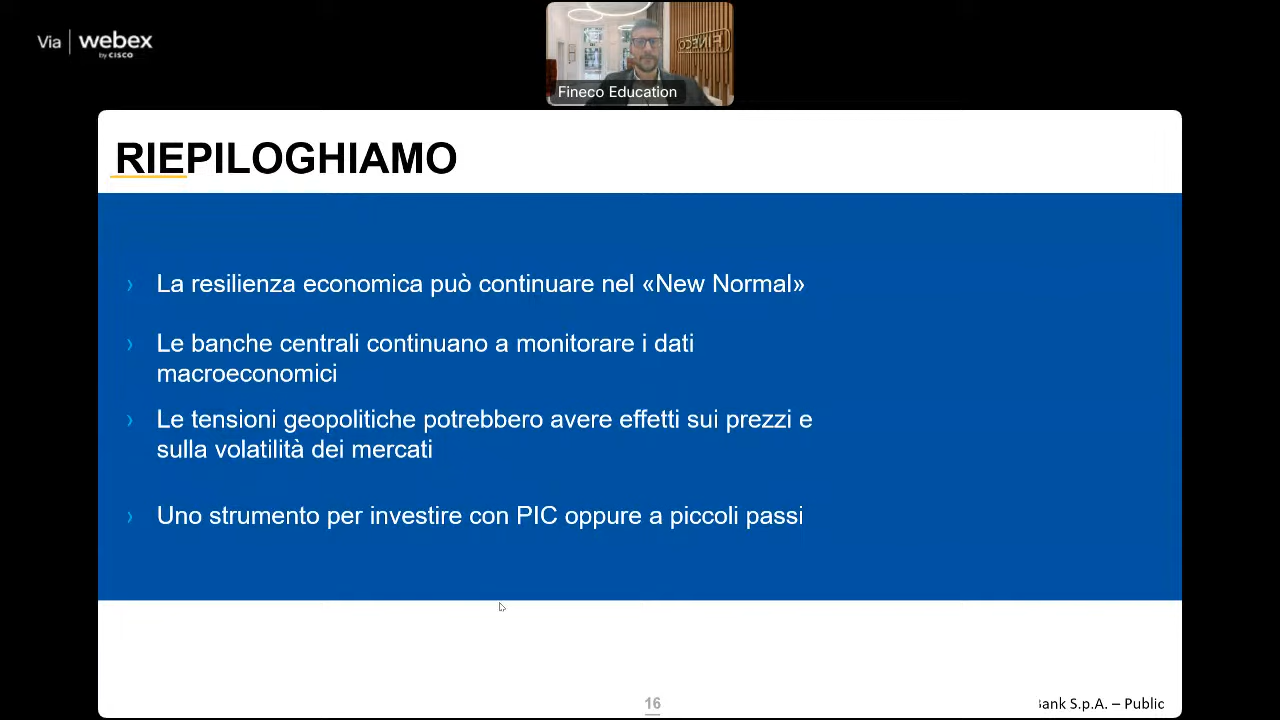 Via webex
by CISCO
Fineco Education
RIEPILOGHIAMO
› La resilienza economica può continuare nel «New Normal»
› Le banche centrali continuano a monitorare i dati
macroeconomici
› Le tensioni geopolitiche potrebbero avere effetti sui prezzi e
sulla volatilità dei mercati
› Uno strumento per investire con PIC oppure a piccoli passi
16
S.p.A. – Public